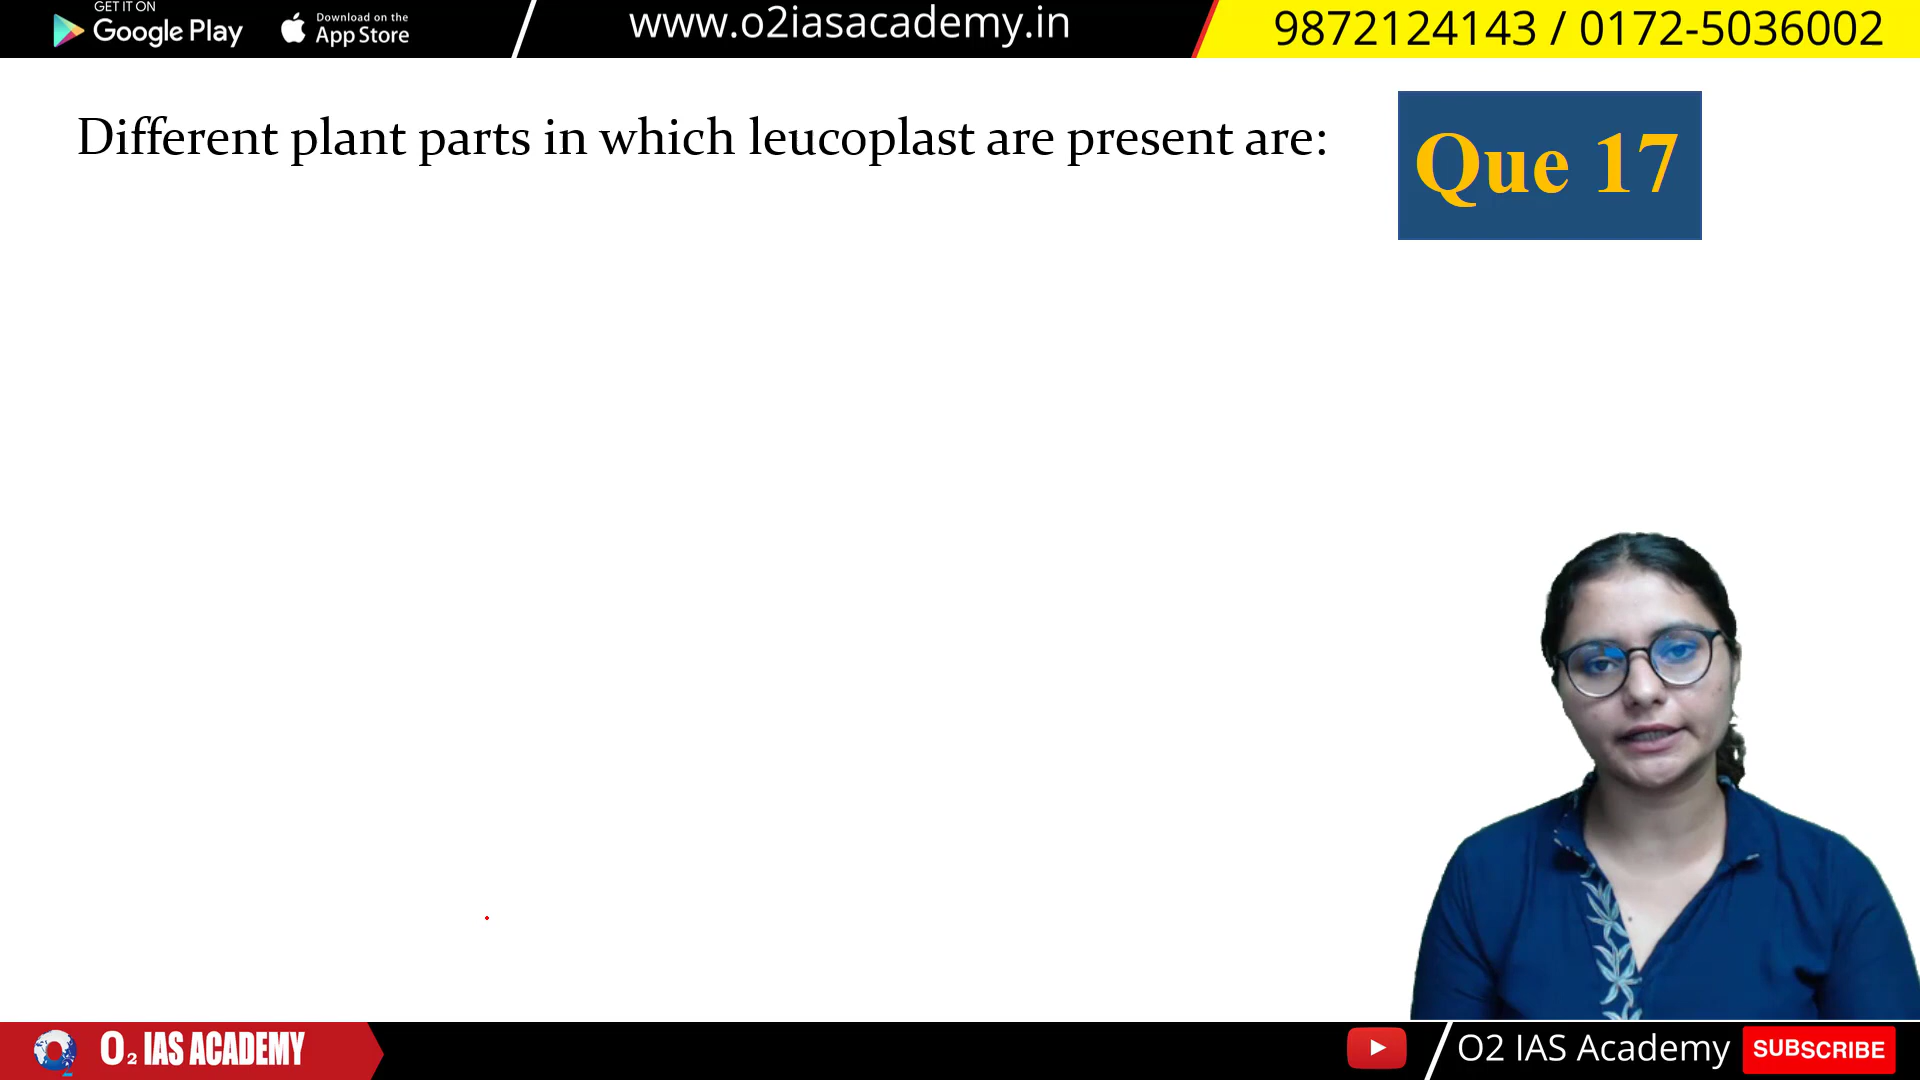 GET IT ON
Google Play
Download on the
App Store
www.o2iasacademy.in
9872124143 / 0172-5036002
Different plant parts in which leucoplast are present are:
Que 17
O₂ IAS ACADEMY
O2 IAS Academy
SUBSCRIBE